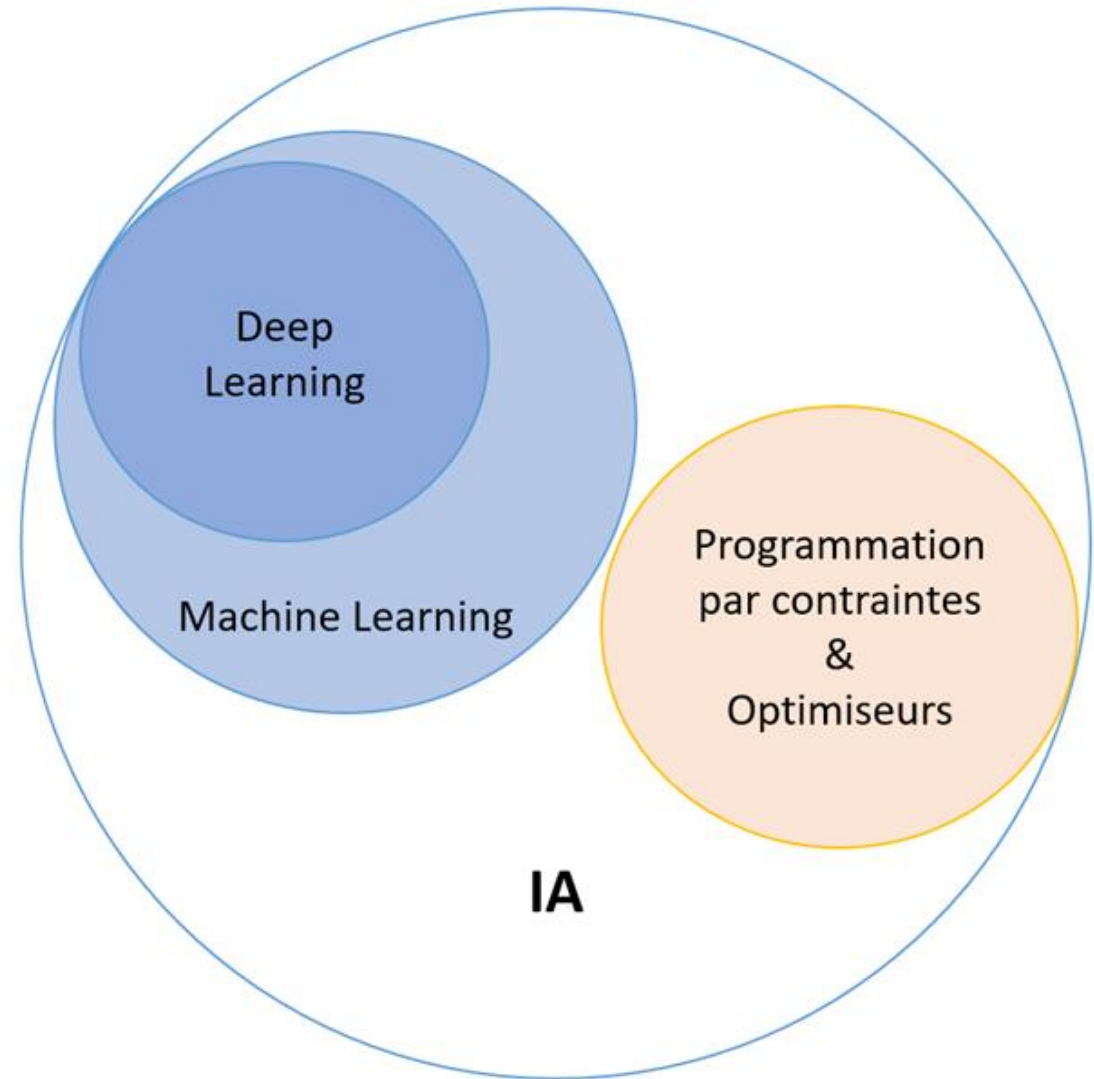 Deep
Learning
Machine Learning
Programmation
par contraintes
&
Optimiseurs
IA